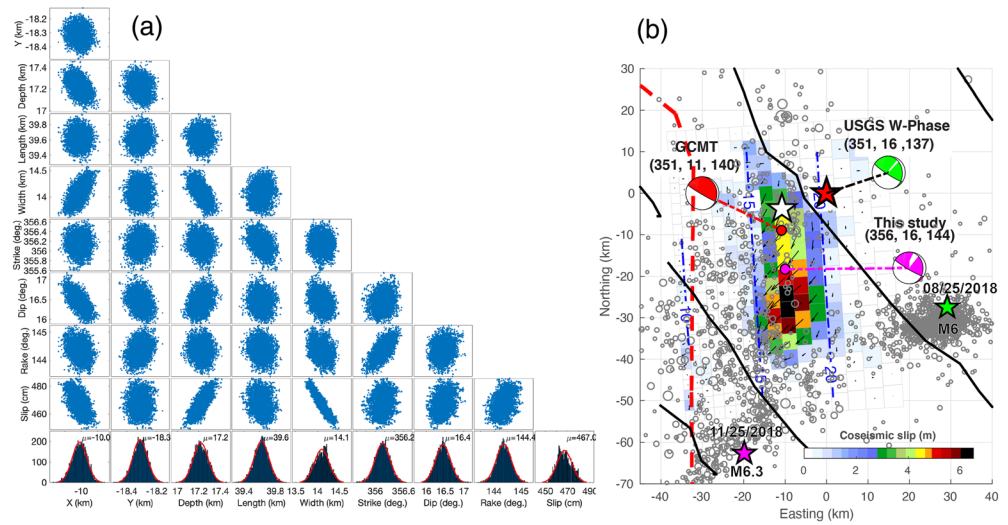 (a)
-18.2
-18.3
-18.4
Y (km)
17.4
17.2
17
Depth (km)
39.8
39.6
39.4
Length (km)
14.5
14
Width (km)
356.6
356.2
356
355.8
355.6
Strike (deg.)
17
16.5
16
Dip (deg.)
145
144
Rake (deg.)
480
460
Slip (cm)
200
100
0
μ=-10.0
μ=-18.3
μ=17.2
μ=39.6
μ=14.1
μ=356.2
μ=16.4
μ=144.4
μ=467.0
-10
-18.4 -18.2
17 17.2 17.4
39.4 39.8
13.5 14 14.5
356 356.6
16 16.5 17
144 145
450 470 490
X (km)
Y (km)
Depth (km)
Length (km)
Width (km)
Strike (deg.)
Dip (deg.)
Rake (deg.)
Slip (cm)
(b)
30
20
10
0
-10
-20
-30
-40
-50
-60
-70
Northing (km)
USGS W-Phase
(351, 16 ,137)
GCMT
(351, 11, 140)
This study
(356, 16, 144)
08/25/2018
M6
11/25/2018
M6.3
15
20
10
15
20
Coseismic slip (m)
0 2 4 6
-40 -30 -20 -10 0 10 20 30 40
Easting (km)